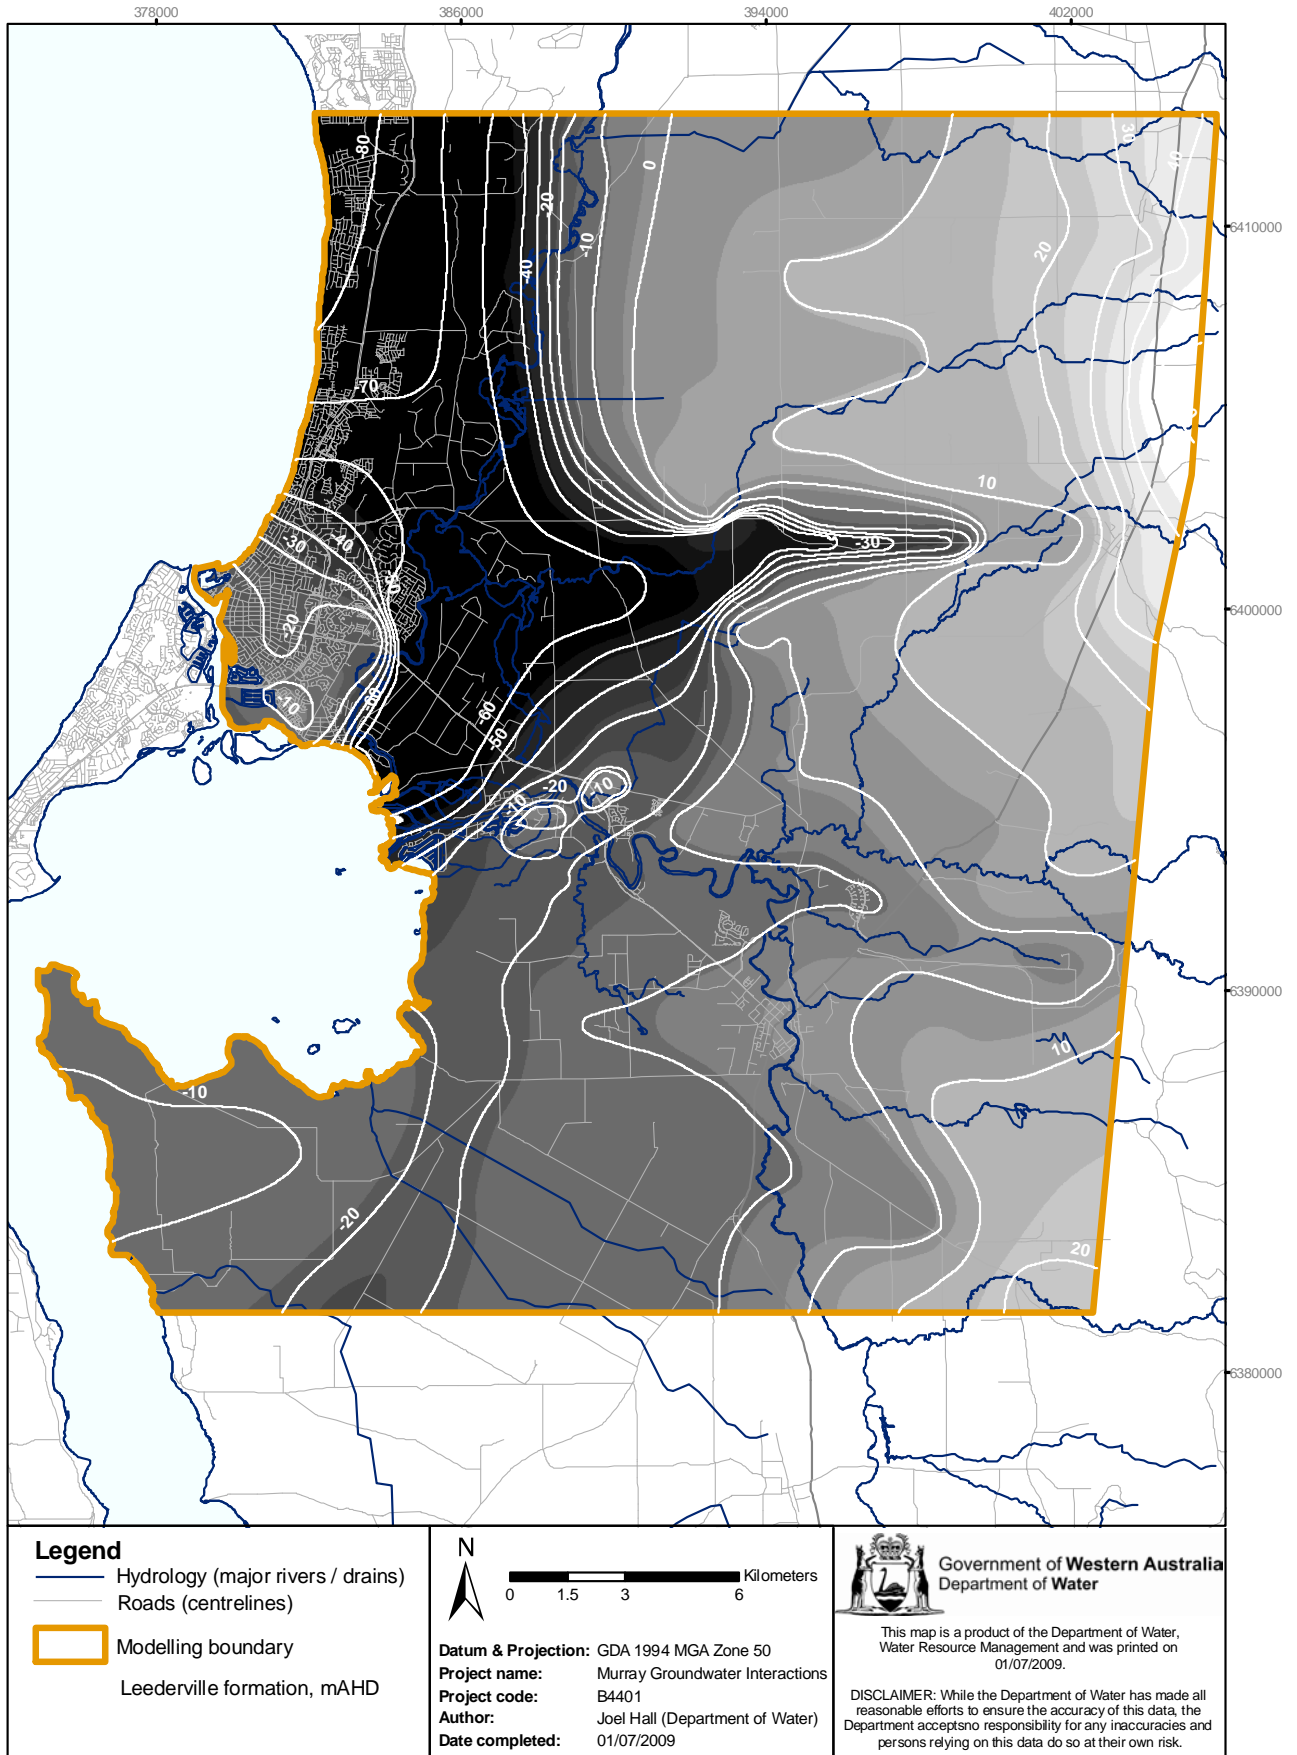 378000
386000
394000
402000
-80
0
30
40
6410000
-20
-10
-40
20
-70
10
-30
-40
-30
-50
6400000
-20
-10
-60
-60
-50
-20
-10
-10
6390000
10
-10
-20
20
6380000
Legend
Hydrology (major rivers / drains)
Roads (centrelines)
Modelling boundary
Leederville formation, mAHD
N
Kilometers
0 1.5 3 6
Datum & Projection: GDA 1994 MGA Zone 50
Project name: Murray Groundwater Interactions
Project code: B4401
Author: Joel Hall (Department of Water)
Date completed: 01/07/2009
Government of Western Australia
Department of Water
This map is a product of the Department of Water,
Water Resource Management and was printed on
01/07/2009.
DISCLAIMER: While the Department of Water has made all
reasonable efforts to ensure the accuracy of this data, the
Department acceptsno responsibility for any inaccuracies and
persons relying on this data do so at their own risk.